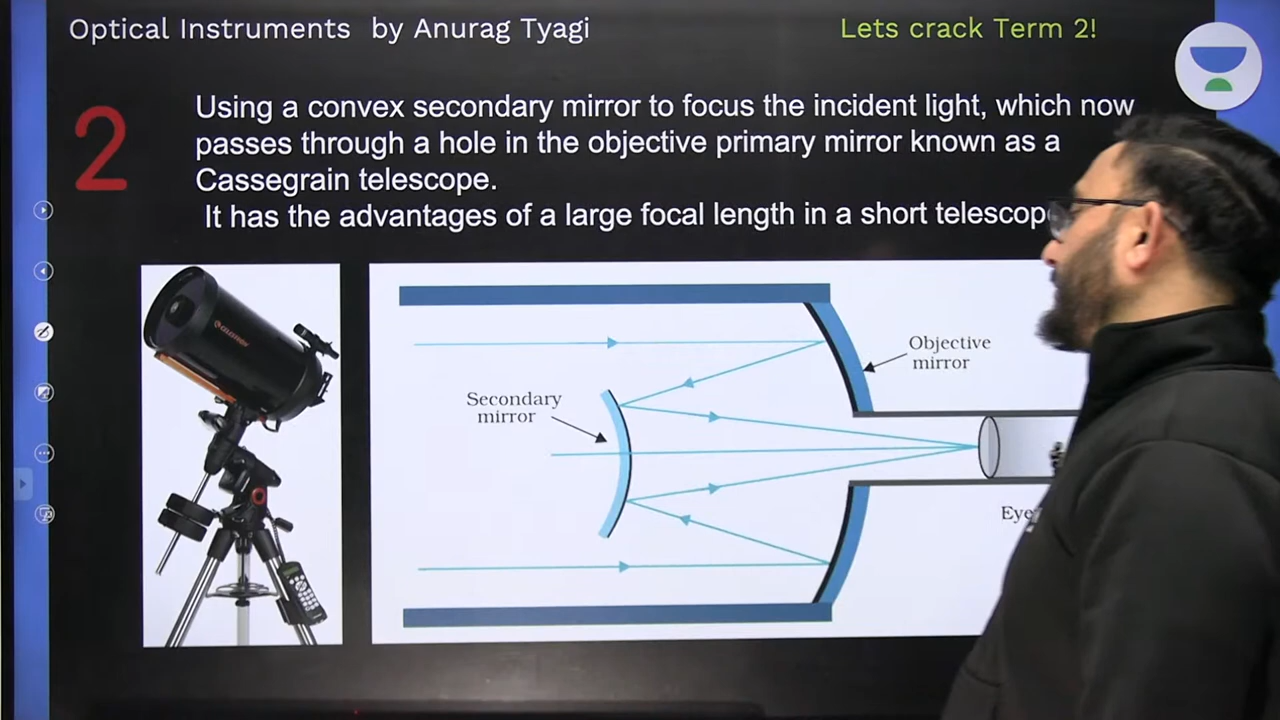 Optical Instruments by Anurag Tyagi
Lets crack Term 2!
2
Using a convex secondary mirror to focus the incident light, which now
passes through a hole in the objective primary mirror known as a
Cassegrain telescope.
It has the advantages of a large focal length in a short
Objective
mirror
Secondary
mirror
CELESTRON